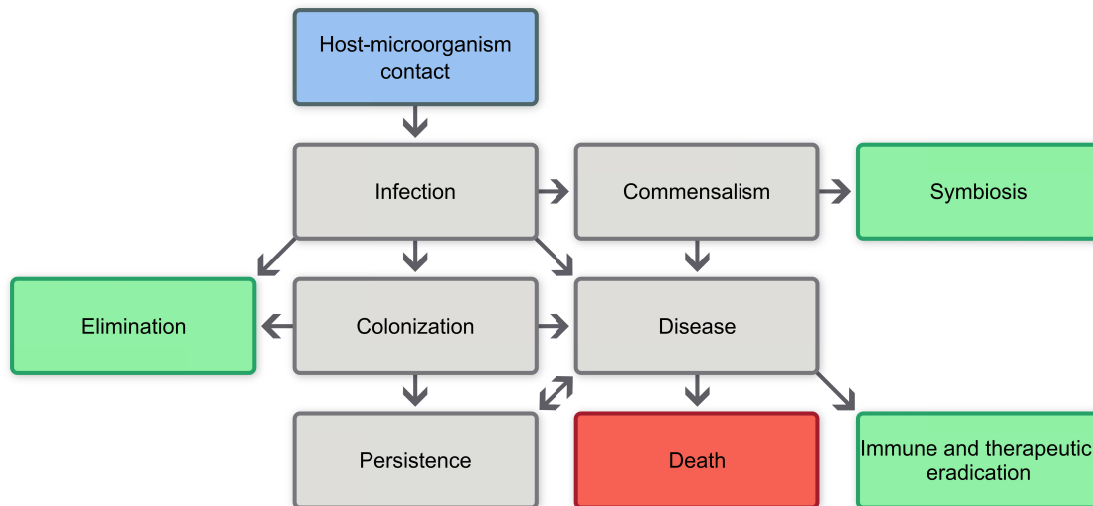 Host-microorganism
contact
Infection
Commensalism
Symbiosis
Elimination
Colonization
Disease
Persistence
Death
Immune and therapeutic
eradication